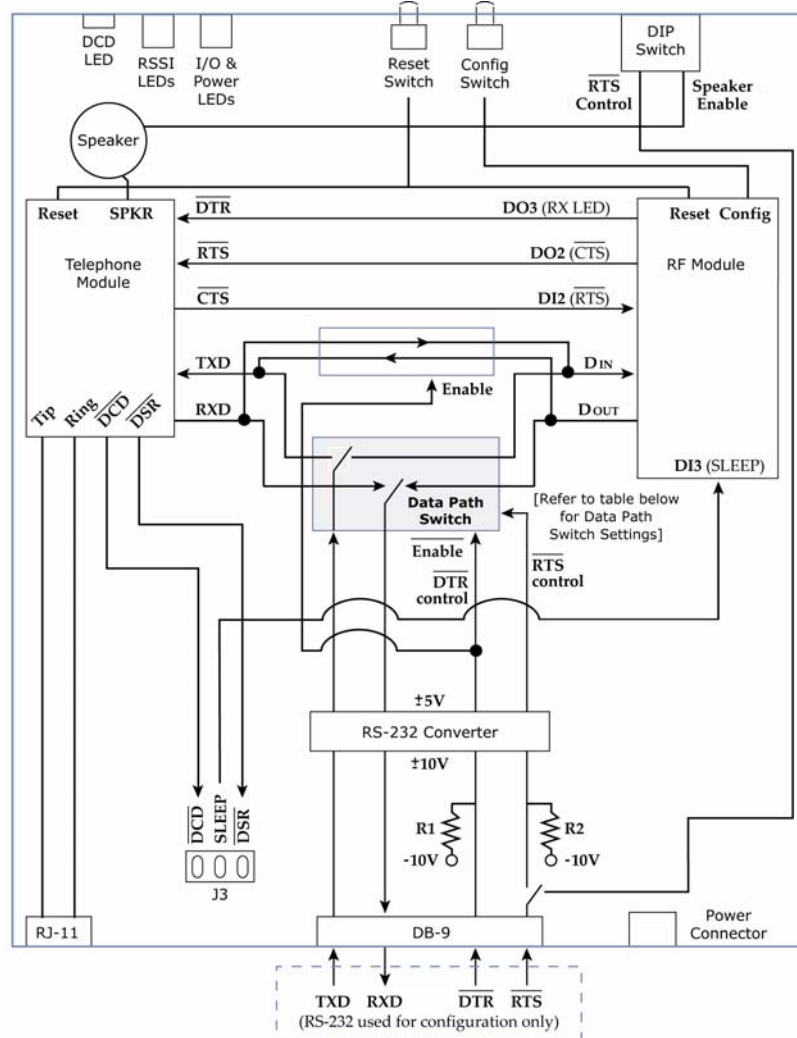 DCD
LED
RSSI
LEDs
I/O &
Power
LEDs
Reset
Switch
Config
Switch
DIP
Switch
RTS
Control
Speaker
Enable
Speaker
Reset
SPKR
Telephone
Module
DTR
DO3 (RX LED)
Reset Config
RTS
DO2 (CTS)
RF Module
CTS
DI2 (RTS)
TXD
DIN
Enable
RXD
DOUT
Tip
Ring
DCD
DSR
DI3 (SLEEP)
Data Path
Switch
[Refer to table below
for Data Path
Switch Settings]
Enable
DTR
control
RTS
control
±5V
RS-232 Converter
±10V
R1
-10V
R2
-10V
DCD
SLEEP
DSR
J3
RJ-11
DB-9
Power
Connector
TXD
RXD
DTR
RTS
(RS-232 used for configuration only)